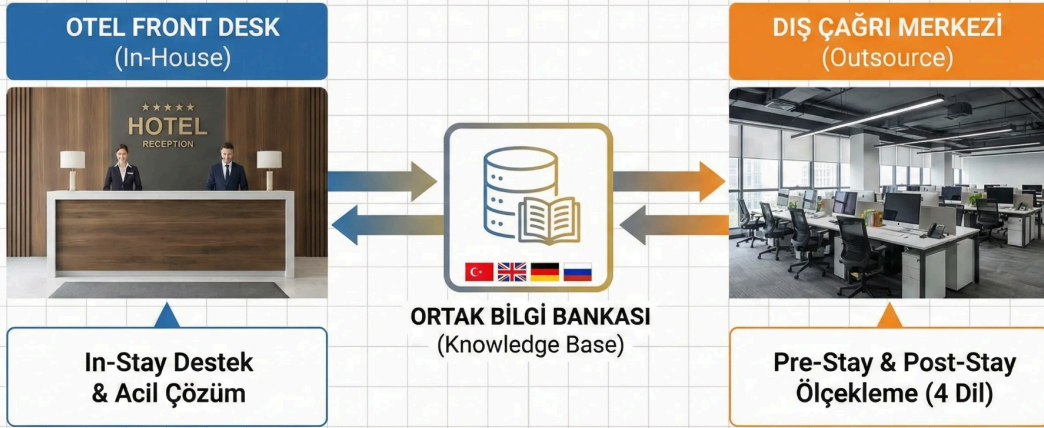 OTEL FRONT DESK
(In-House)
DIŞ ÇAĞRI MERKEZİ
(Outsource)
★★★★★
HOTEL
RECEPTION
ORTAK BİLGİ BANKASI
(Knowledge Base)
In-Stay Destek
& Acil Çözüm
Pre-Stay & Post-Stay
Ölçekleme (4 Dil)